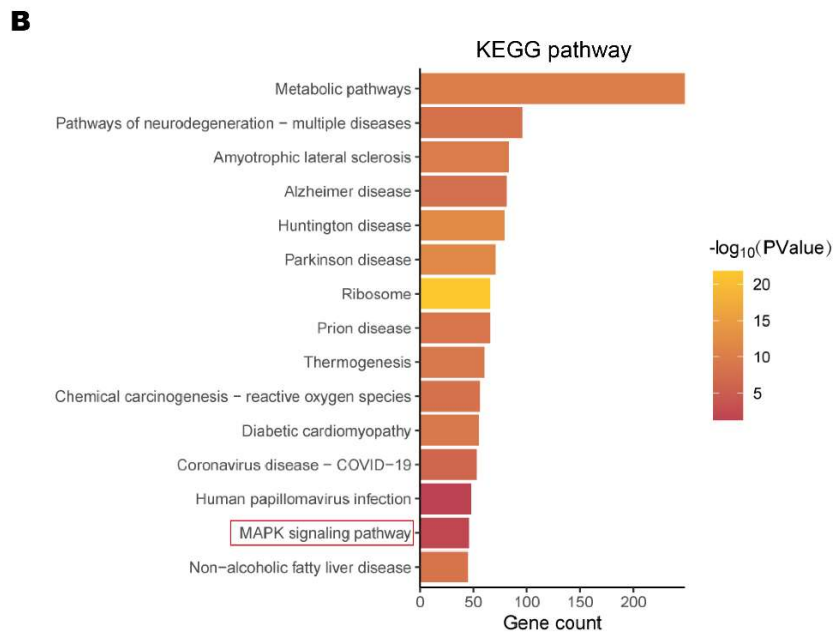 B
KEGG pathway
Metabolic pathways
Pathways of neurodegeneration − multiple diseases
Amyotrophic lateral sclerosis
Alzheimer disease
Huntington disease
Parkinson disease
Ribosome
Prion disease
Thermogenesis
Chemical carcinogenesis − reactive oxygen species
Diabetic cardiomyopathy
Coronavirus disease − COVID−19
Human papillomavirus infection
MAPK signaling pathway
Non−alcoholic fatty liver disease
0 50 100 150 200
Gene count
-log₁₀(PValue)
20
15
10
5